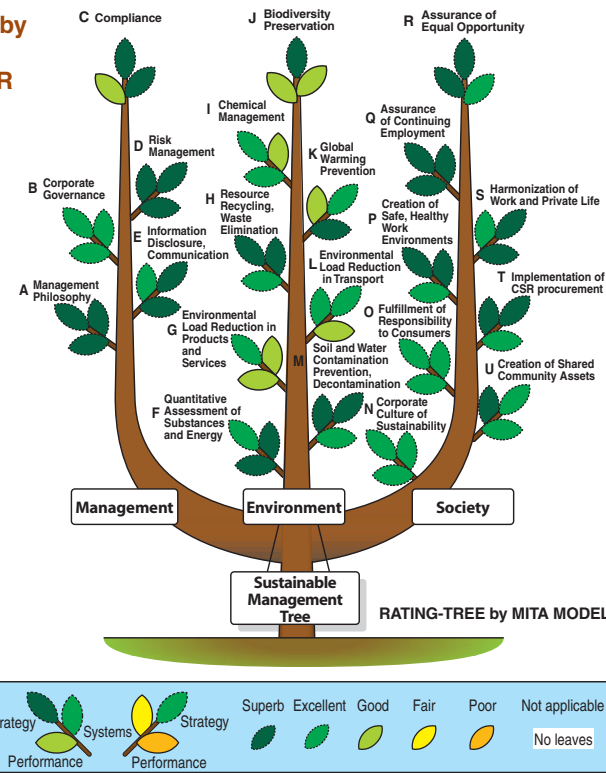 by
R
C Compliance
J Biodiversity
Preservation
R Assurance of
Equal Opportunity
I Chemical
Management
Q Assurance
of Continuing
Employment
D Risk
Management
K Global
Warming
Prevention
B Corporate
Governance
H Resource
Recycling,
Waste
Elimination
S Harmonization of
Work and Private Life
P Creation of
Safe, Healthy
Work
Environments
E Information
Disclosure,
Communication
L Environmental
Load Reduction
in Transport
T Implementation of
CSR procurement
A Management
Philosophy
G Environmental
Load Reduction in
Products
and
Services
O Fulfillment of
Responsibility
to Consumers
M Soil and Water
Contamination
Prevention,
Decontamination
U Creation of Shared
Community Assets
F Quantitative
Assessment of
Substances
and Energy
N Corporate
Culture of
Sustainability
Management
Environment
Society
Sustainable
Management
Tree
RATING-TREE by MITA MODEL
rategy
Systems
Performance
Strategy
Performance
Superb Excellent Good Fair Poor Not applicable
No leaves